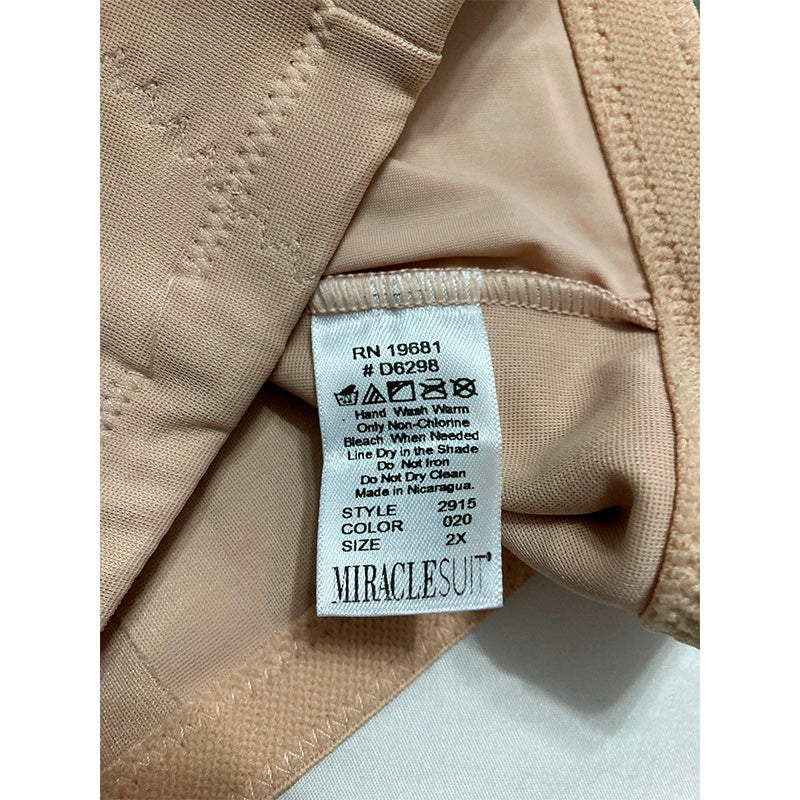 RN 19681
# D6298
Hand Wash Warm
Only Non-Chlorine
Bleach When Needed
Line Dry in the Shade
Do Not Iron
Do Not Dry Clean
Made in Nicaragua.
STYLE 2915
COLOR 020
SIZE 2X
MIRACLESUIT®